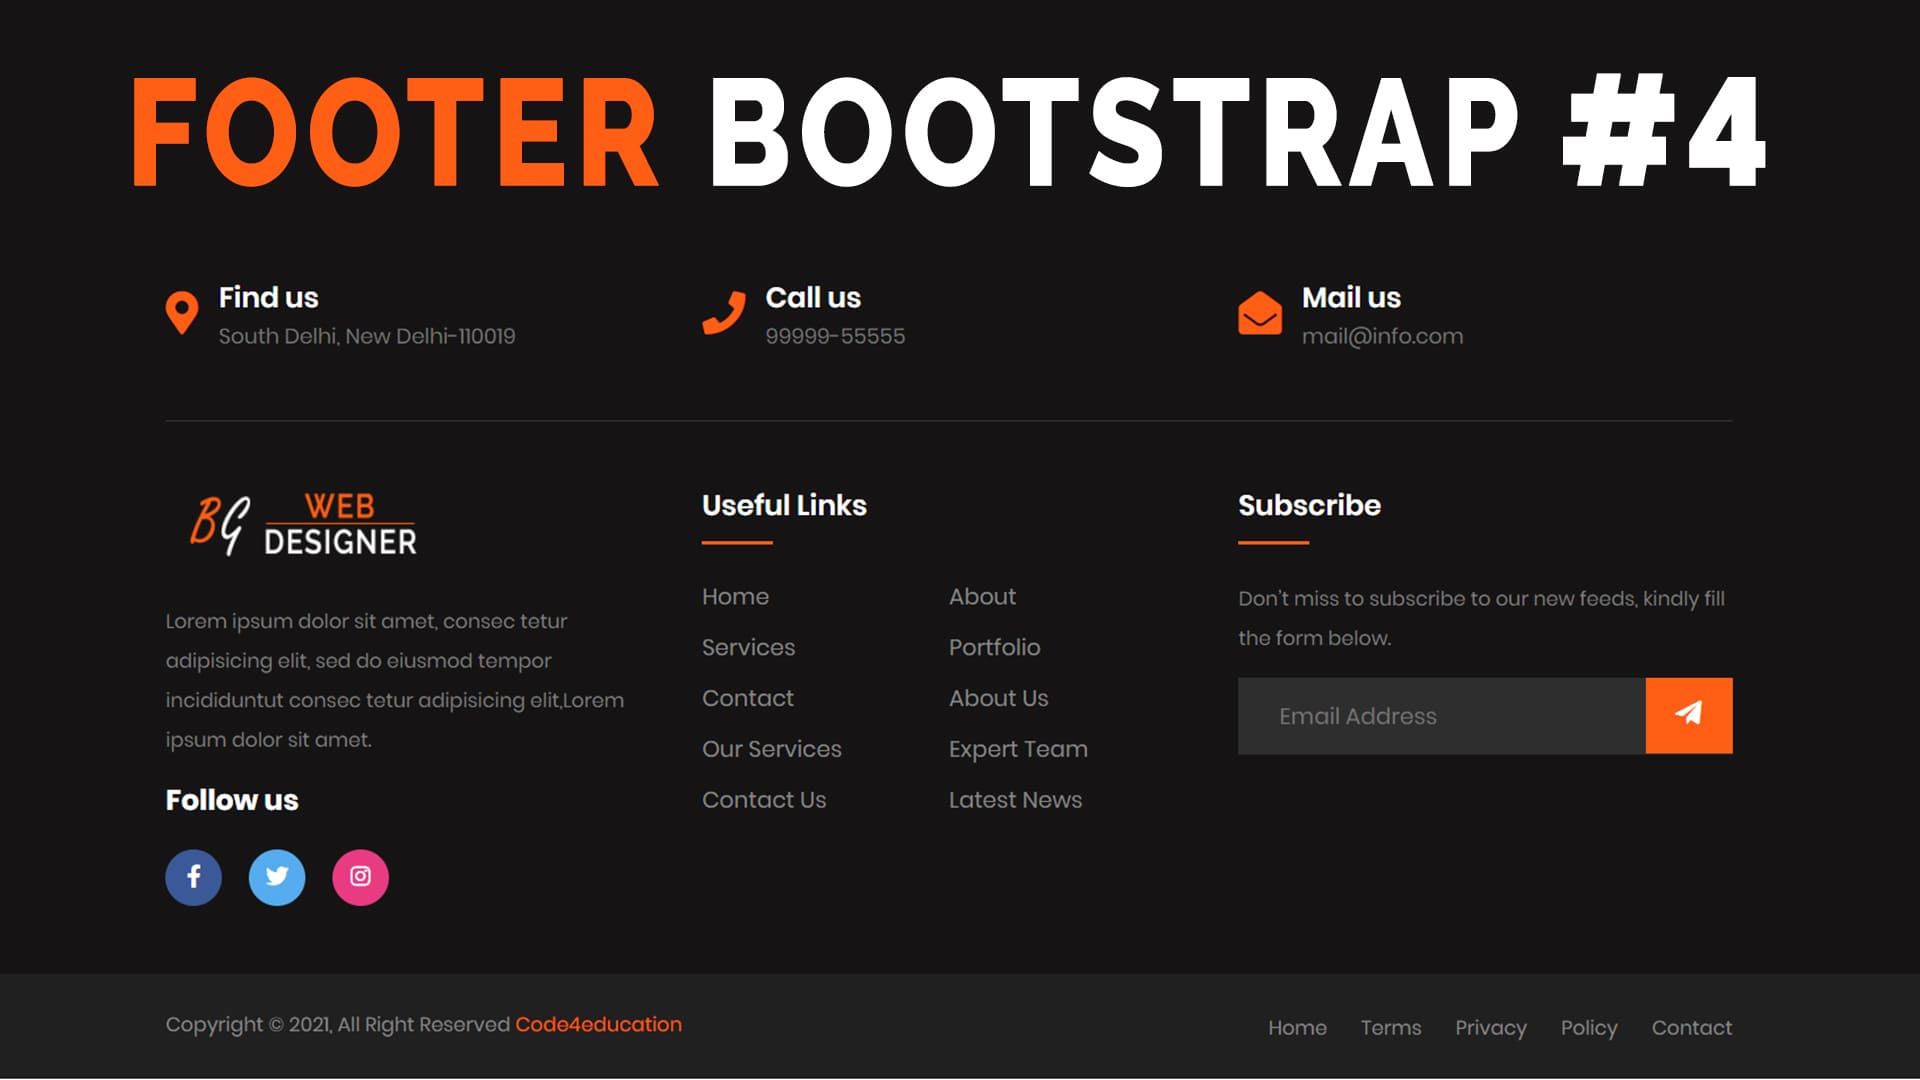 FOOTER BOOTSTRAP #4
Find us
South Delhi, New Delhi-110019
Call us
99999-55555
Mail us
mail@info.com
BG WEB
DESIGNER
Lorem ipsum dolor sit amet, consec tetur
adipisicing elit, sed do eiusmod tempor
incididuntut consec tetur adipisicing elit,Lorem
ipsum dolor sit amet.
Follow us
Useful Links
Home
About
Services
Portfolio
Contact
About Us
Our Services
Expert Team
Contact Us
Latest News
Subscribe
Don't miss to subscribe to our new feeds, kindly fill
the form below.
Email Address
Copyright © 2021, All Right Reserved Code4education
Home Terms Privacy Policy Contact